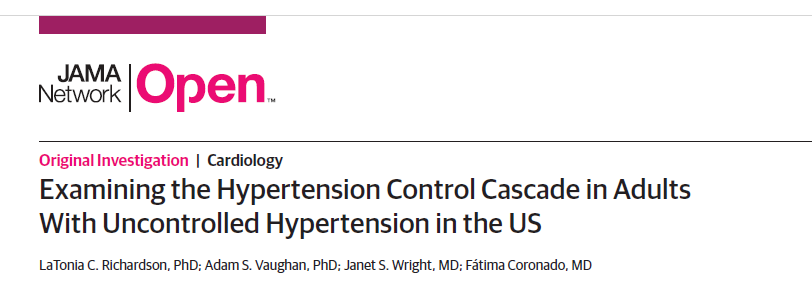 JAMA
Network
Open™
Original Investigation | Cardiology
Examining the Hypertension Control Cascade in Adults
With Uncontrolled Hypertension in the US
LaTonia C. Richardson, PhD; Adam S. Vaughan, PhD; Janet S. Wright, MD; Fátima Coronado, MD